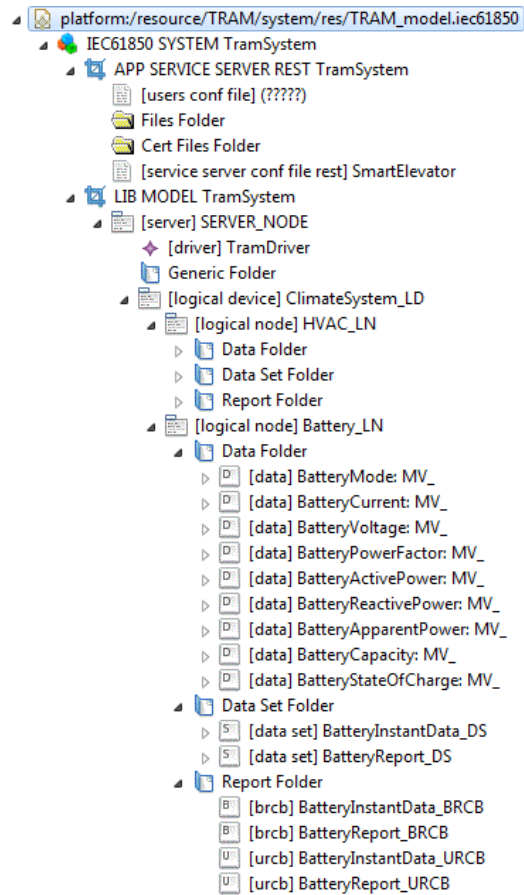 platform:/resource/TRAM/system/res/TRAM_model.iec61850
IEC61850 SYSTEM TramSystem
APP SERVICE SERVER REST TramSystem
[users conf file] (?????)
Files Folder
Cert Files Folder
[service server conf file rest] SmartElevator
LIB MODEL TramSystem
[server] SERVER_NODE
[driver] TramDriver
Generic Folder
[logical device] ClimateSystem_LD
[logical node] HVAC_LN
Data Folder
Data Set Folder
Report Folder
[logical node] Battery_LN
Data Folder
D [data] BatteryMode: MV_
D [data] BatteryCurrent: MV_
D [data] BatteryVoltage: MV_
D [data] BatteryPowerFactor: MV_
D [data] BatteryActivePower: MV_
D [data] BatteryReactivePower: MV_
D [data] BatteryApparentPower: MV_
D [data] BatteryCapacity: MV_
D [data] BatteryStateOfCharge: MV_
Data Set Folder
S [data set] BatteryInstantData_DS
S [data set] BatteryReport_DS
Report Folder
B [brcb] BatteryInstantData_BRCB
B [brcb] BatteryReport_BRCB
U [urcb] BatteryInstantData_URCB
U [urcb] BatteryReport_URCB